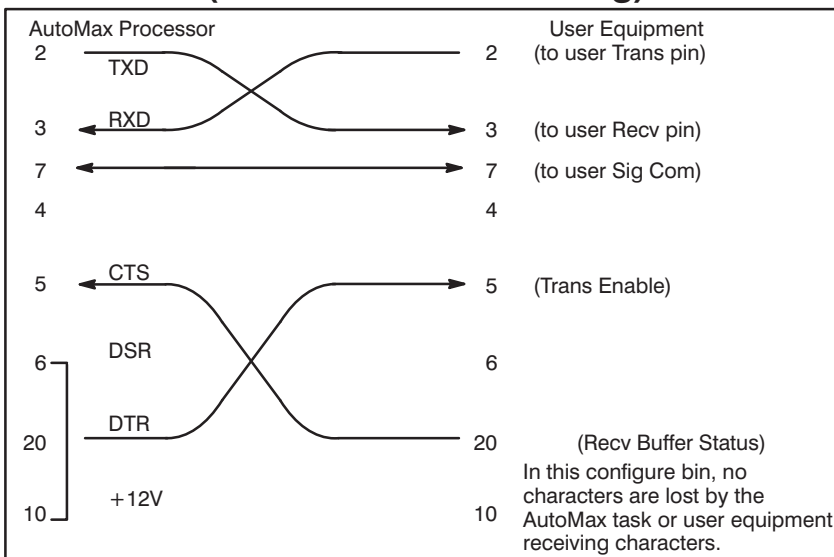 AutoMax Processor User Equipment
2 TXD 2 (to user Trans pin)
3 RXD 3 (to user Recv pin)
7 7 (to user Sig Com)
4 4
5 CTS 5 (Trans Enable)
6 DSR 6
20 DTR 20 (Recv Buffer Status)
10 +12V 10
In this configure bin, no
characters are lost by the
AutoMax task or user equipment
receiving characters.